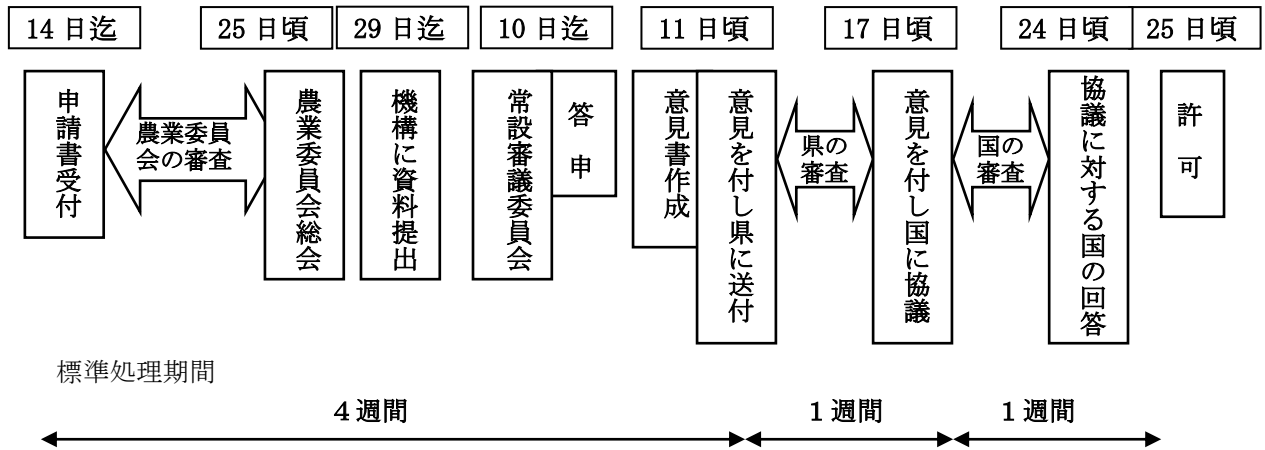 14日迄
25日頃
29日迄
10日迄
11日頃
17日頃
24日頃
25日頃
申請書受付
農業委員
会の審査
農業委員会総会
機構に資料提出
常設審議委員会
答申
意見書作成
意見を付し県に送付
県の
審査
意見を付し国に協議
国の
審査
協議に対する国の回答
許可
標準処理期間
4週間
1週間
1週間